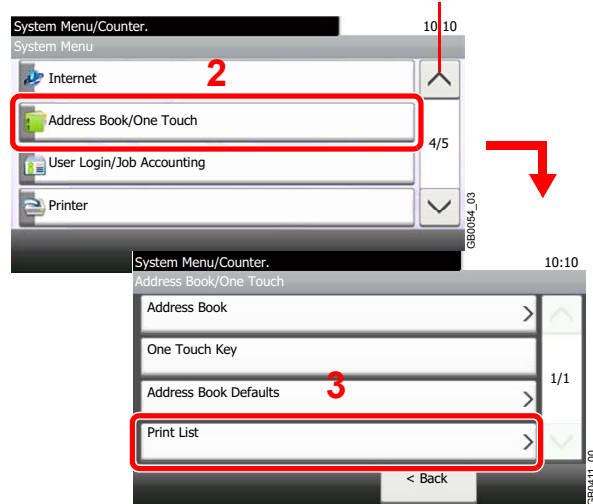 System Menu/Counter.
10:10
System Menu
Internet
2
Address Book/One Touch
4/5
User Login/Job Accounting
Printer
GB0054_03
System Menu/Counter.
10:10
Address Book/One Touch
Address Book
One Touch Key
1/1
Address Book Defaults
3
Print List
< Back
GB0411_00